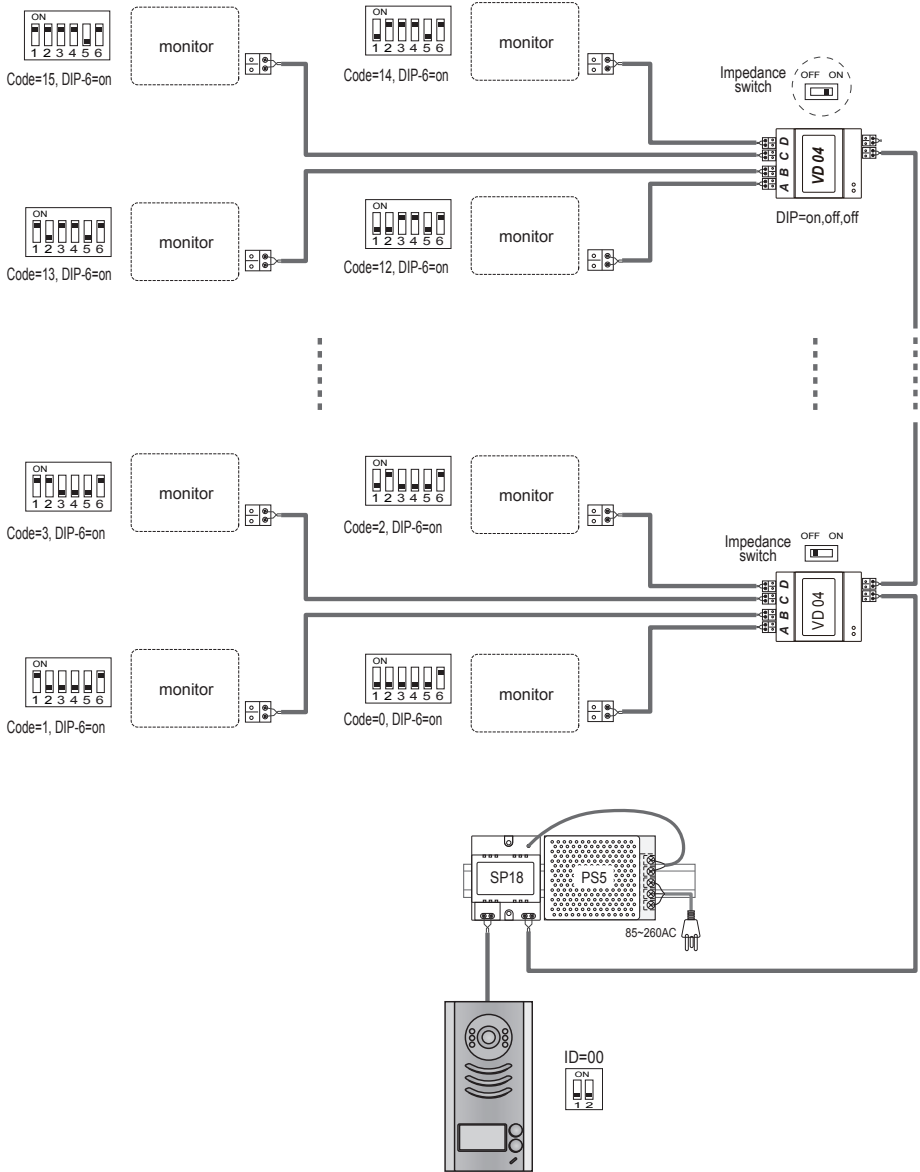 ON
1 2 3 4 5 6
Code=15, DIP-6=on
monitor
ON
1 2 3 4 5 6
Code=14, DIP-6=on
monitor
Impedance
switch
OFF ON
A B C D
VD 04
DIP=on,off,off
ON
1 2 3 4 5 6
Code=13, DIP-6=on
monitor
ON
1 2 3 4 5 6
Code=12, DIP-6=on
monitor
ON
1 2 3 4 5 6
Code=3, DIP-6=on
monitor
ON
1 2 3 4 5 6
Code=2, DIP-6=on
monitor
Impedance
switch
OFF ON
A B C D
VD 04
ON
1 2 3 4 5 6
Code=1, DIP-6=on
monitor
ON
1 2 3 4 5 6
Code=0, DIP-6=on
monitor
SP18
PS5
85~260AC
ID=00
ON
1 2